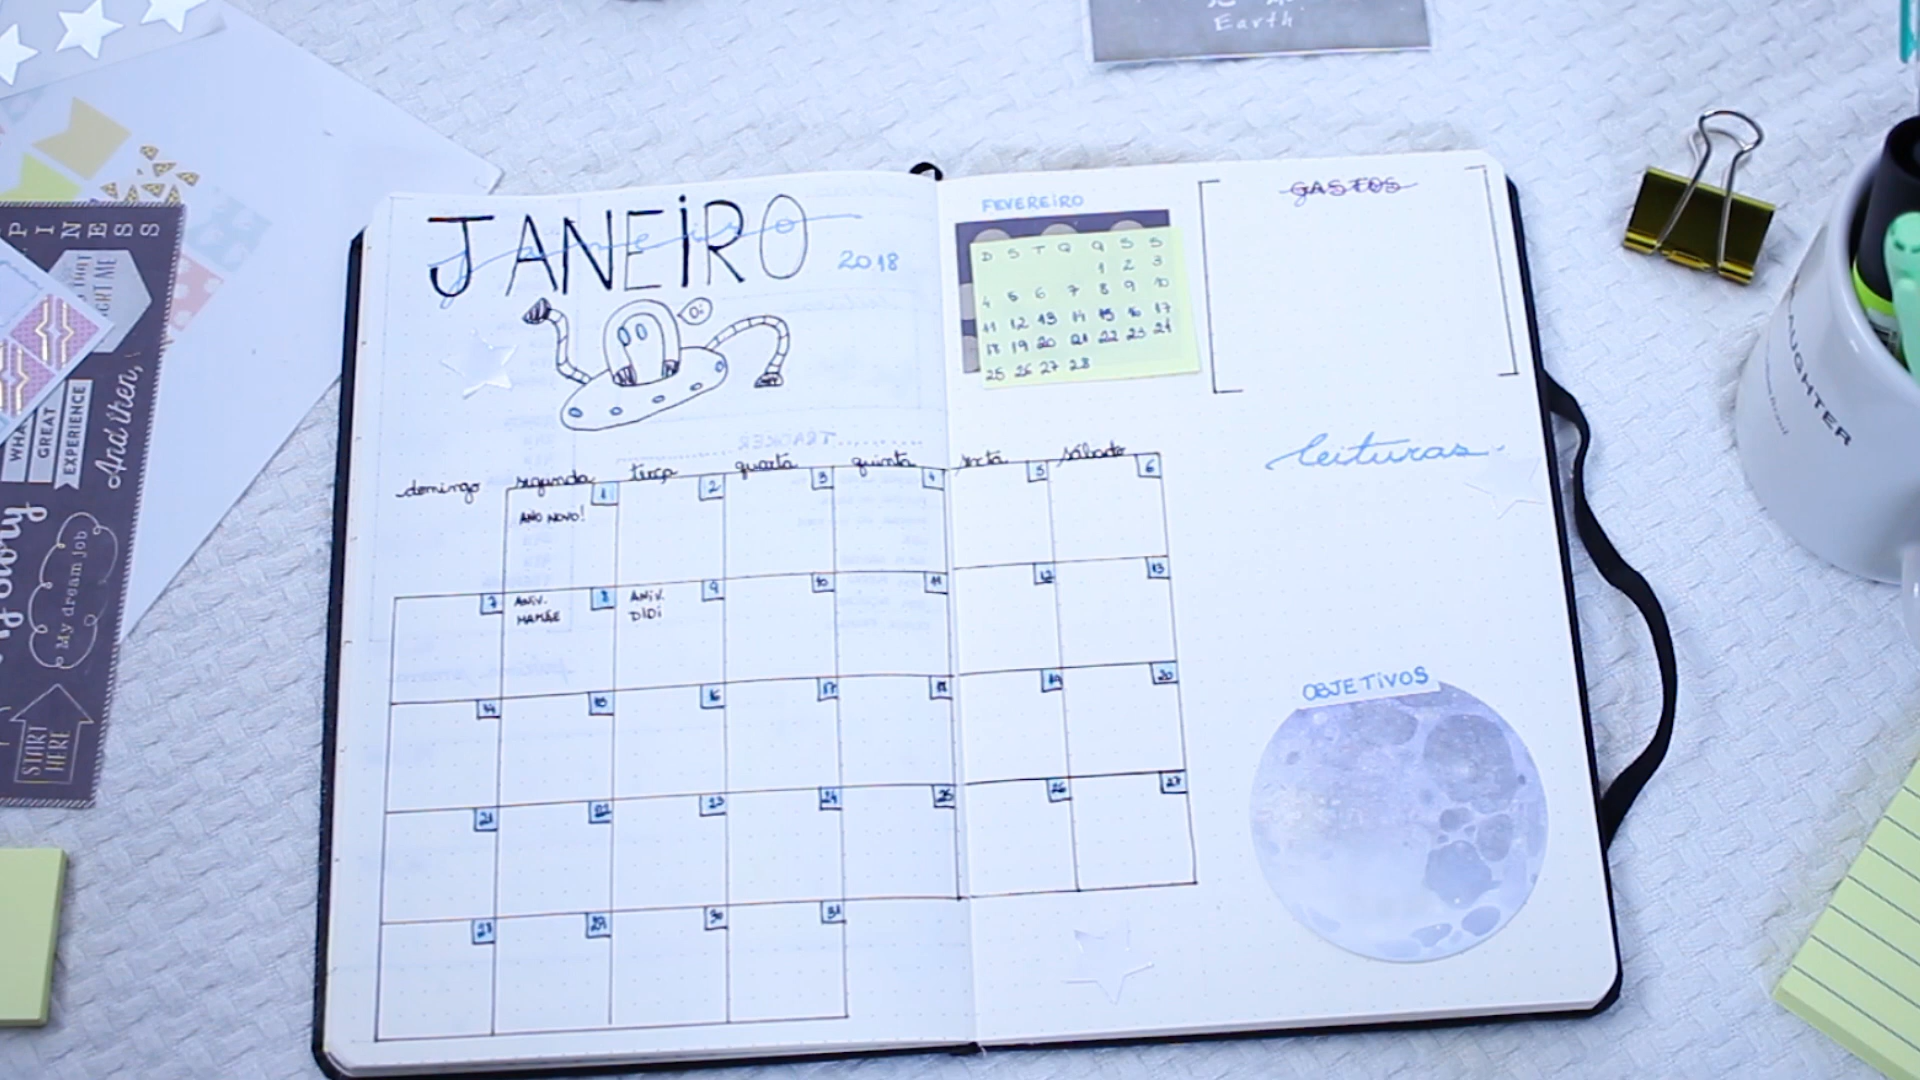 Earth
P
I N E S S
WHA
GREAT
EXPERIENCE
And then,
My dream job
START
HERE
JANEIRO
janeiro
2018
Oi
domingo segunda terça quarta quinta sexta sábado
1 2 3 4 5 6
ANO NOVO!
7 8 9 10 11 12 13
ANIV. MAMÃE
ANIV. DIDI
14 15 16 17 18 19 20
21 22 23 24 25 26 27
28 29 30 31
FEVEREIRO
D S T Q Q S S
1 2 3
4 5 6 7 8 9 10
11 12 13 14 15 16 17
18 19 20 21 22 23 24
25 26 27 28
GASTOS
leituras
OBJETIVOS
AUGHTER